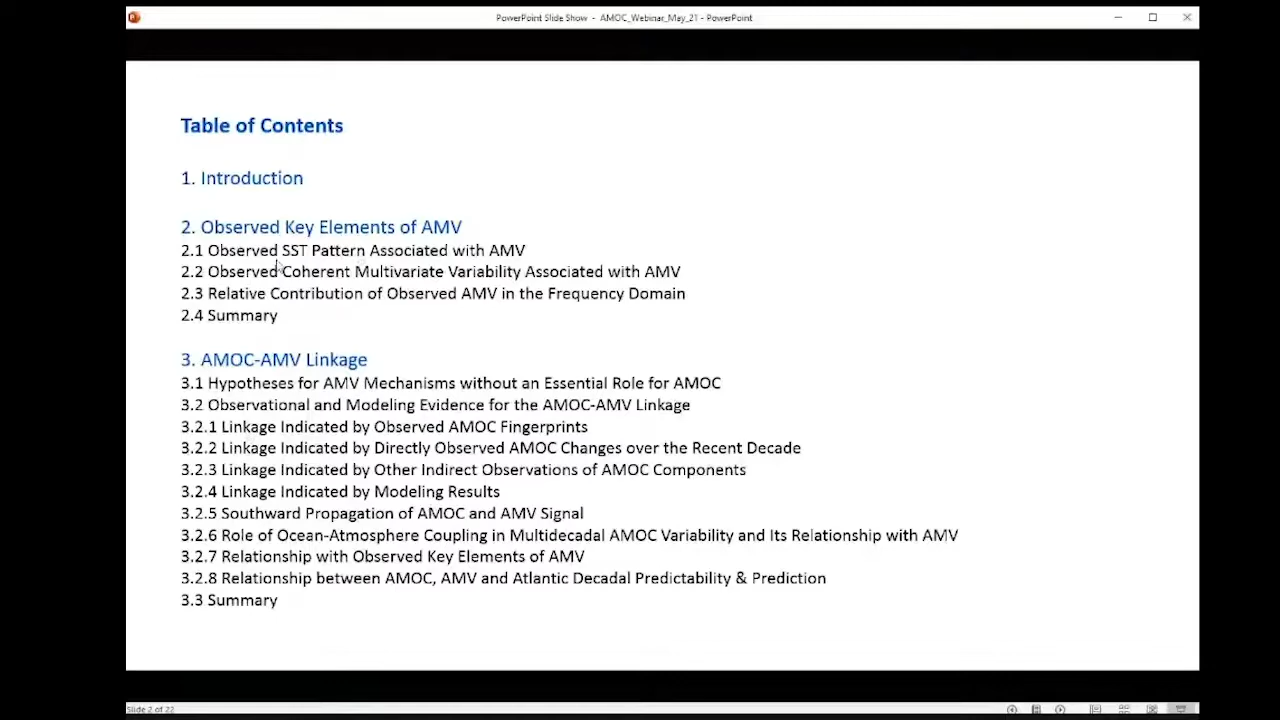 PowerPoint Slide Show - AMOC_Webinar_May_21 - PowerPoint
Table of Contents
1. Introduction
2. Observed Key Elements of AMV
2.1 Observed SST Pattern Associated with AMV
2.2 Observed Coherent Multivariate Variability Associated with AMV
2.3 Relative Contribution of Observed AMV in the Frequency Domain
2.4 Summary
3. AMOC-AMV Linkage
3.1 Hypotheses for AMV Mechanisms without an Essential Role for AMOC
3.2 Observational and Modeling Evidence for the AMOC-AMV Linkage
3.2.1 Linkage Indicated by Observed AMOC Fingerprints
3.2.2 Linkage Indicated by Directly Observed AMOC Changes over the Recent Decade
3.2.3 Linkage Indicated by Other Indirect Observations of AMOC Components
3.2.4 Linkage Indicated by Modeling Results
3.2.5 Southward Propagation of AMOC and AMV Signal
3.2.6 Role of Ocean-Atmosphere Coupling in Multidecadal AMOC Variability and Its Relationship with AMV
3.2.7 Relationship with Observed Key Elements of AMV
3.2.8 Relationship between AMOC, AMV and Atlantic Decadal Predictability & Prediction
3.3 Summary
Slide 2 of 22